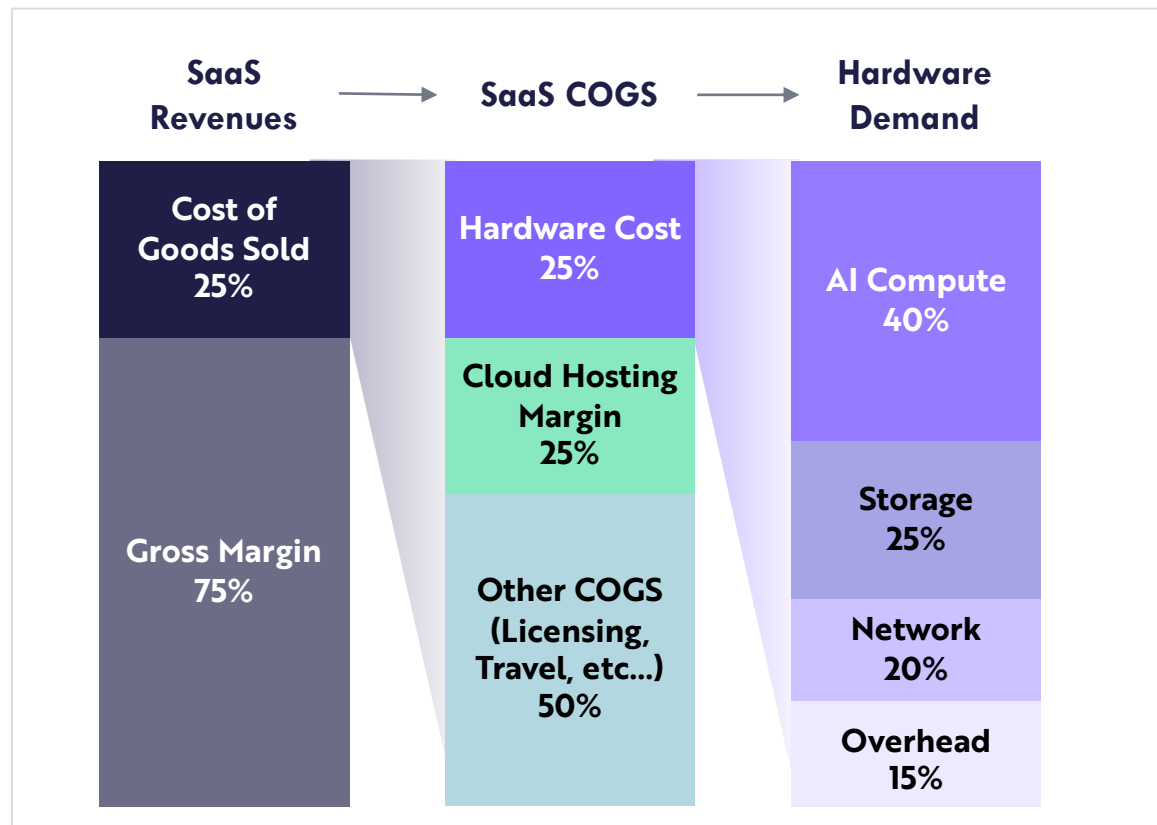 SaaS
Revenues
SaaS COGS
Hardware
Demand
Cost of
Goods Sold
25%
Gross Margin
75%
Hardware Cost
25%
Cloud Hosting
Margin
25%
Other COGS
(Licensing,
Travel, etc...)
50%
AI Compute
40%
Storage
25%
Network
20%
Overhead
15%